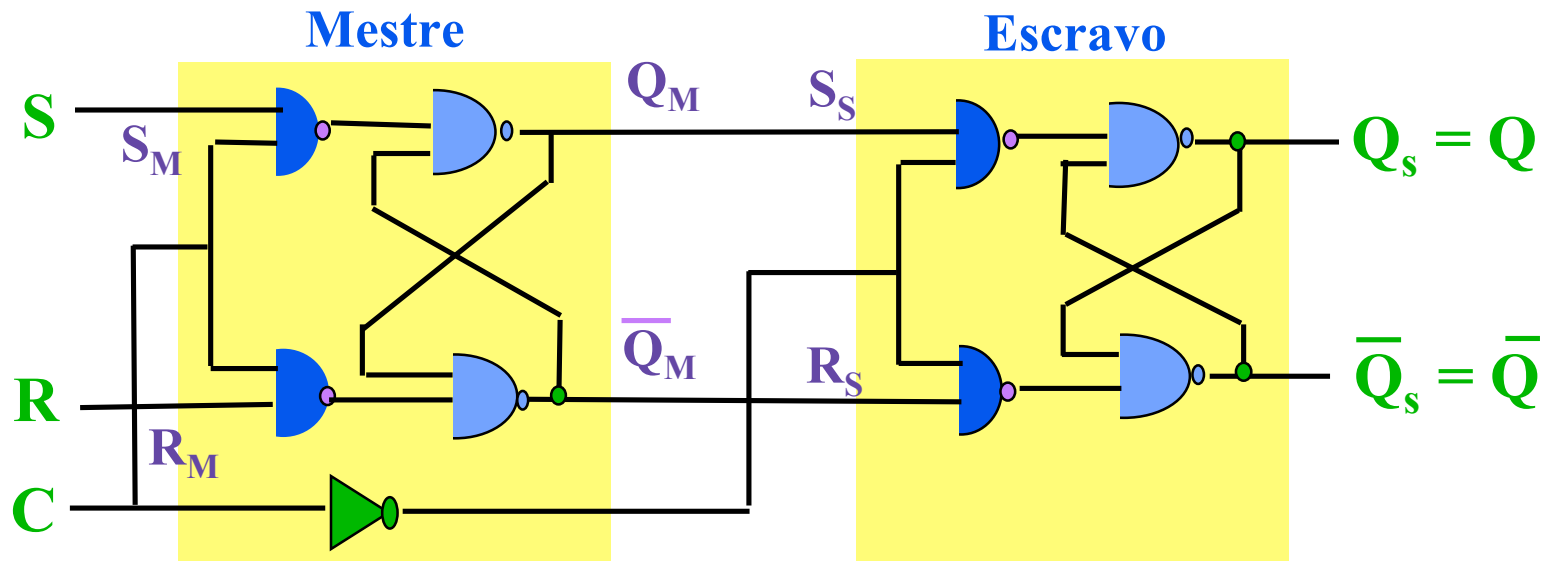 Mestre
Escravo
S
S_M
Q_M
S_S
Q_s = Q
R
R_M
Q̅_M
R_S
Q̅_s = Q̅
C